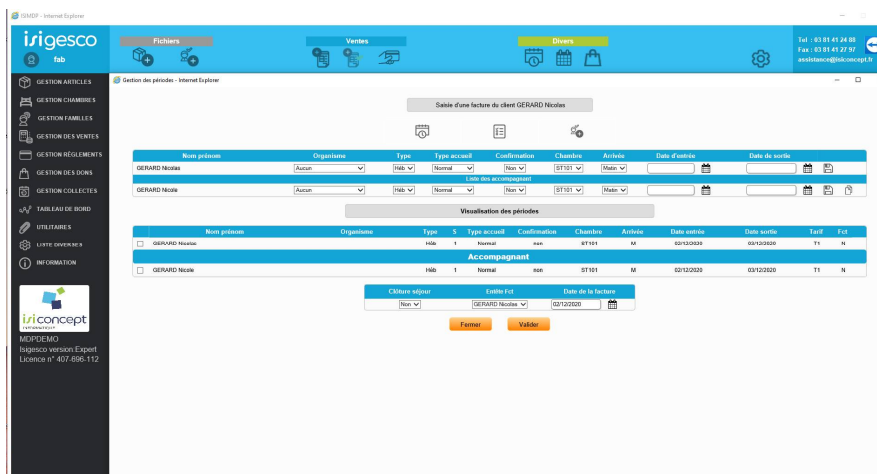 ISIMDP - Internet Explorer
isigesco
fab
Fichiers
Ventes
Divers
Tel : 03 81 41 24 88
Fax : 03 81 41 27 97
assistance@isiconcept.fr
GESTION ARTICLES
GESTION CHAMBRES
GESTION FAMILLES
GESTION DES VENTES
GESTION RÈGLEMENTS
GESTION DES DONS
GESTION COLLECTES
TABLEAU DE BORD
UTILITAIRES
LISTE DIVERSES
INFORMATION
isiconcept
INFORMATIQUE
MDPDEMO
Isigesco version:Expert
Licence n° 407-696-112
Gestion des périodes - Internet Explorer
Saisie d'une facture du client GERARD Nicolas
Nom prénom Organisme Type Type accueil Confirmation Chambre Arrivée Date d'entrée Date de sortie
GERARD Nicolas Aucun Héb Normal Non ST101 Matin
Liste des accompagnant
GERARD Nicole Aucun Héb Normal Non ST101 Matin
Visualisation des périodes
Nom prénom Organisme Type S Type accueil Confirmation Chambre Arrivée Date entrée Date sortie Tarif Fct
GERARD Nicolas Héb 1 Normal non ST101 M 02/12/2020 03/12/2020 T1 N
Accompagnant
GERARD Nicole Héb 1 Normal non ST101 M 02/12/2020 03/12/2020 T1 N
Clôture séjour Entête Fct Date de la facture
Non GERARD Nicolas 02/12/2020
Fermer Valider